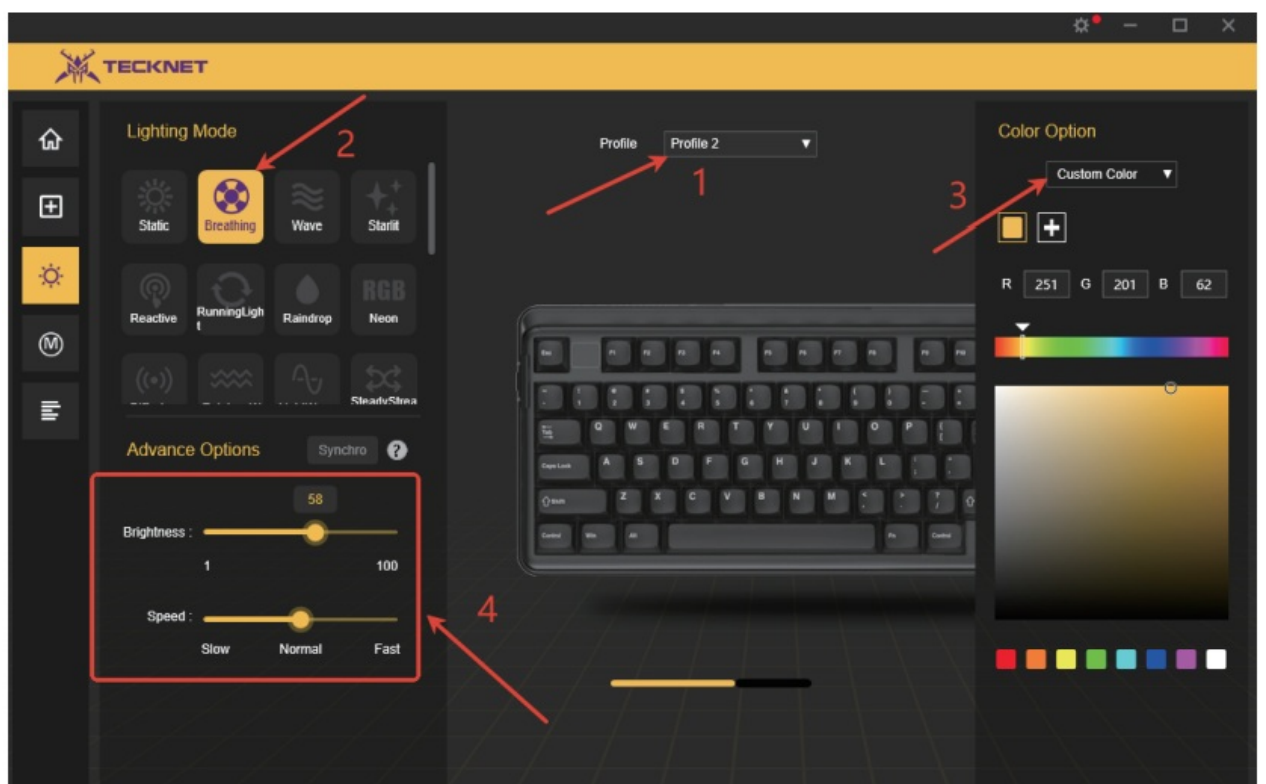 TECKNET
Lighting Mode
2
Static
Breathing
Wave
Starlit
Reactive
RunningLigh
t
Raindrop
RGB
Neon
SteadyStrea
Advance Options
Synchro
?
58
Brightness :
1
100
Speed :
Slow
Normal
Fast
4
Profile
Profile 2
1
Esc
F1
F2
F3
F4
F5
F6
F7
F8
F9
F10
Tab
Q W E R T Y U I O P
Caps Lock
A S D F G H J K L
Z X C V B N M
Control
Win
Alt
Fn
Control
M
Color Option
3
Custom Color
R 251 G 201 B 62